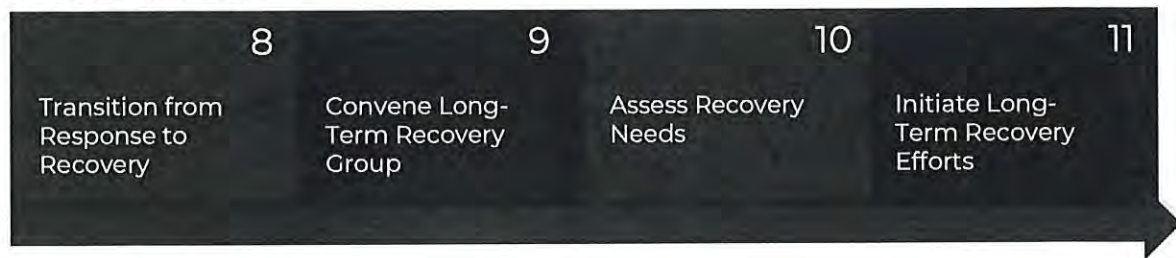 8
Transition from
Response to
Recovery
9
Convene Long-
Term Recovery
Group
10
Assess Recovery
Needs
11
Initiate Long-
Term Recovery
Efforts